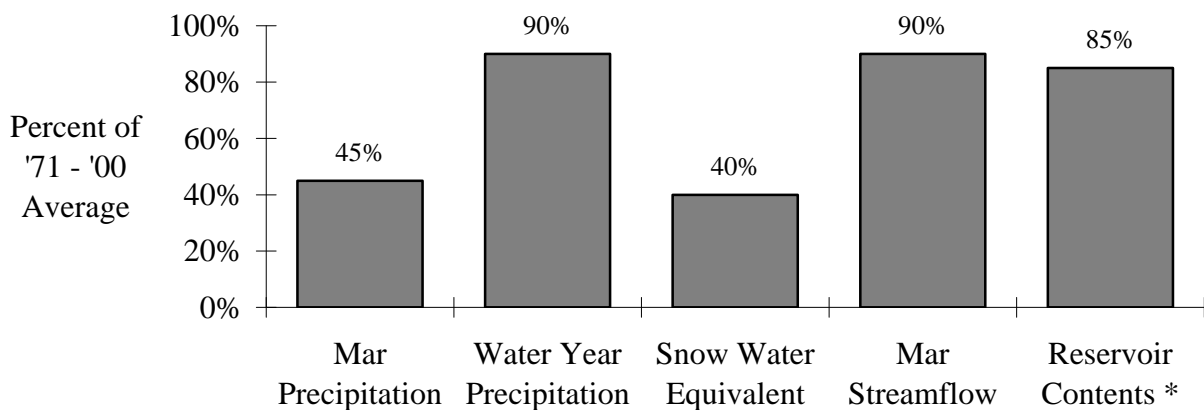 Percent of
'71 - '00
Average
100%
80%
60%
40%
20%
0%
45%
90%
40%
90%
85%
Mar
Precipitation
Water Year
Precipitation
Snow Water
Equivalent
Mar
Streamflow
Reservoir
Contents *